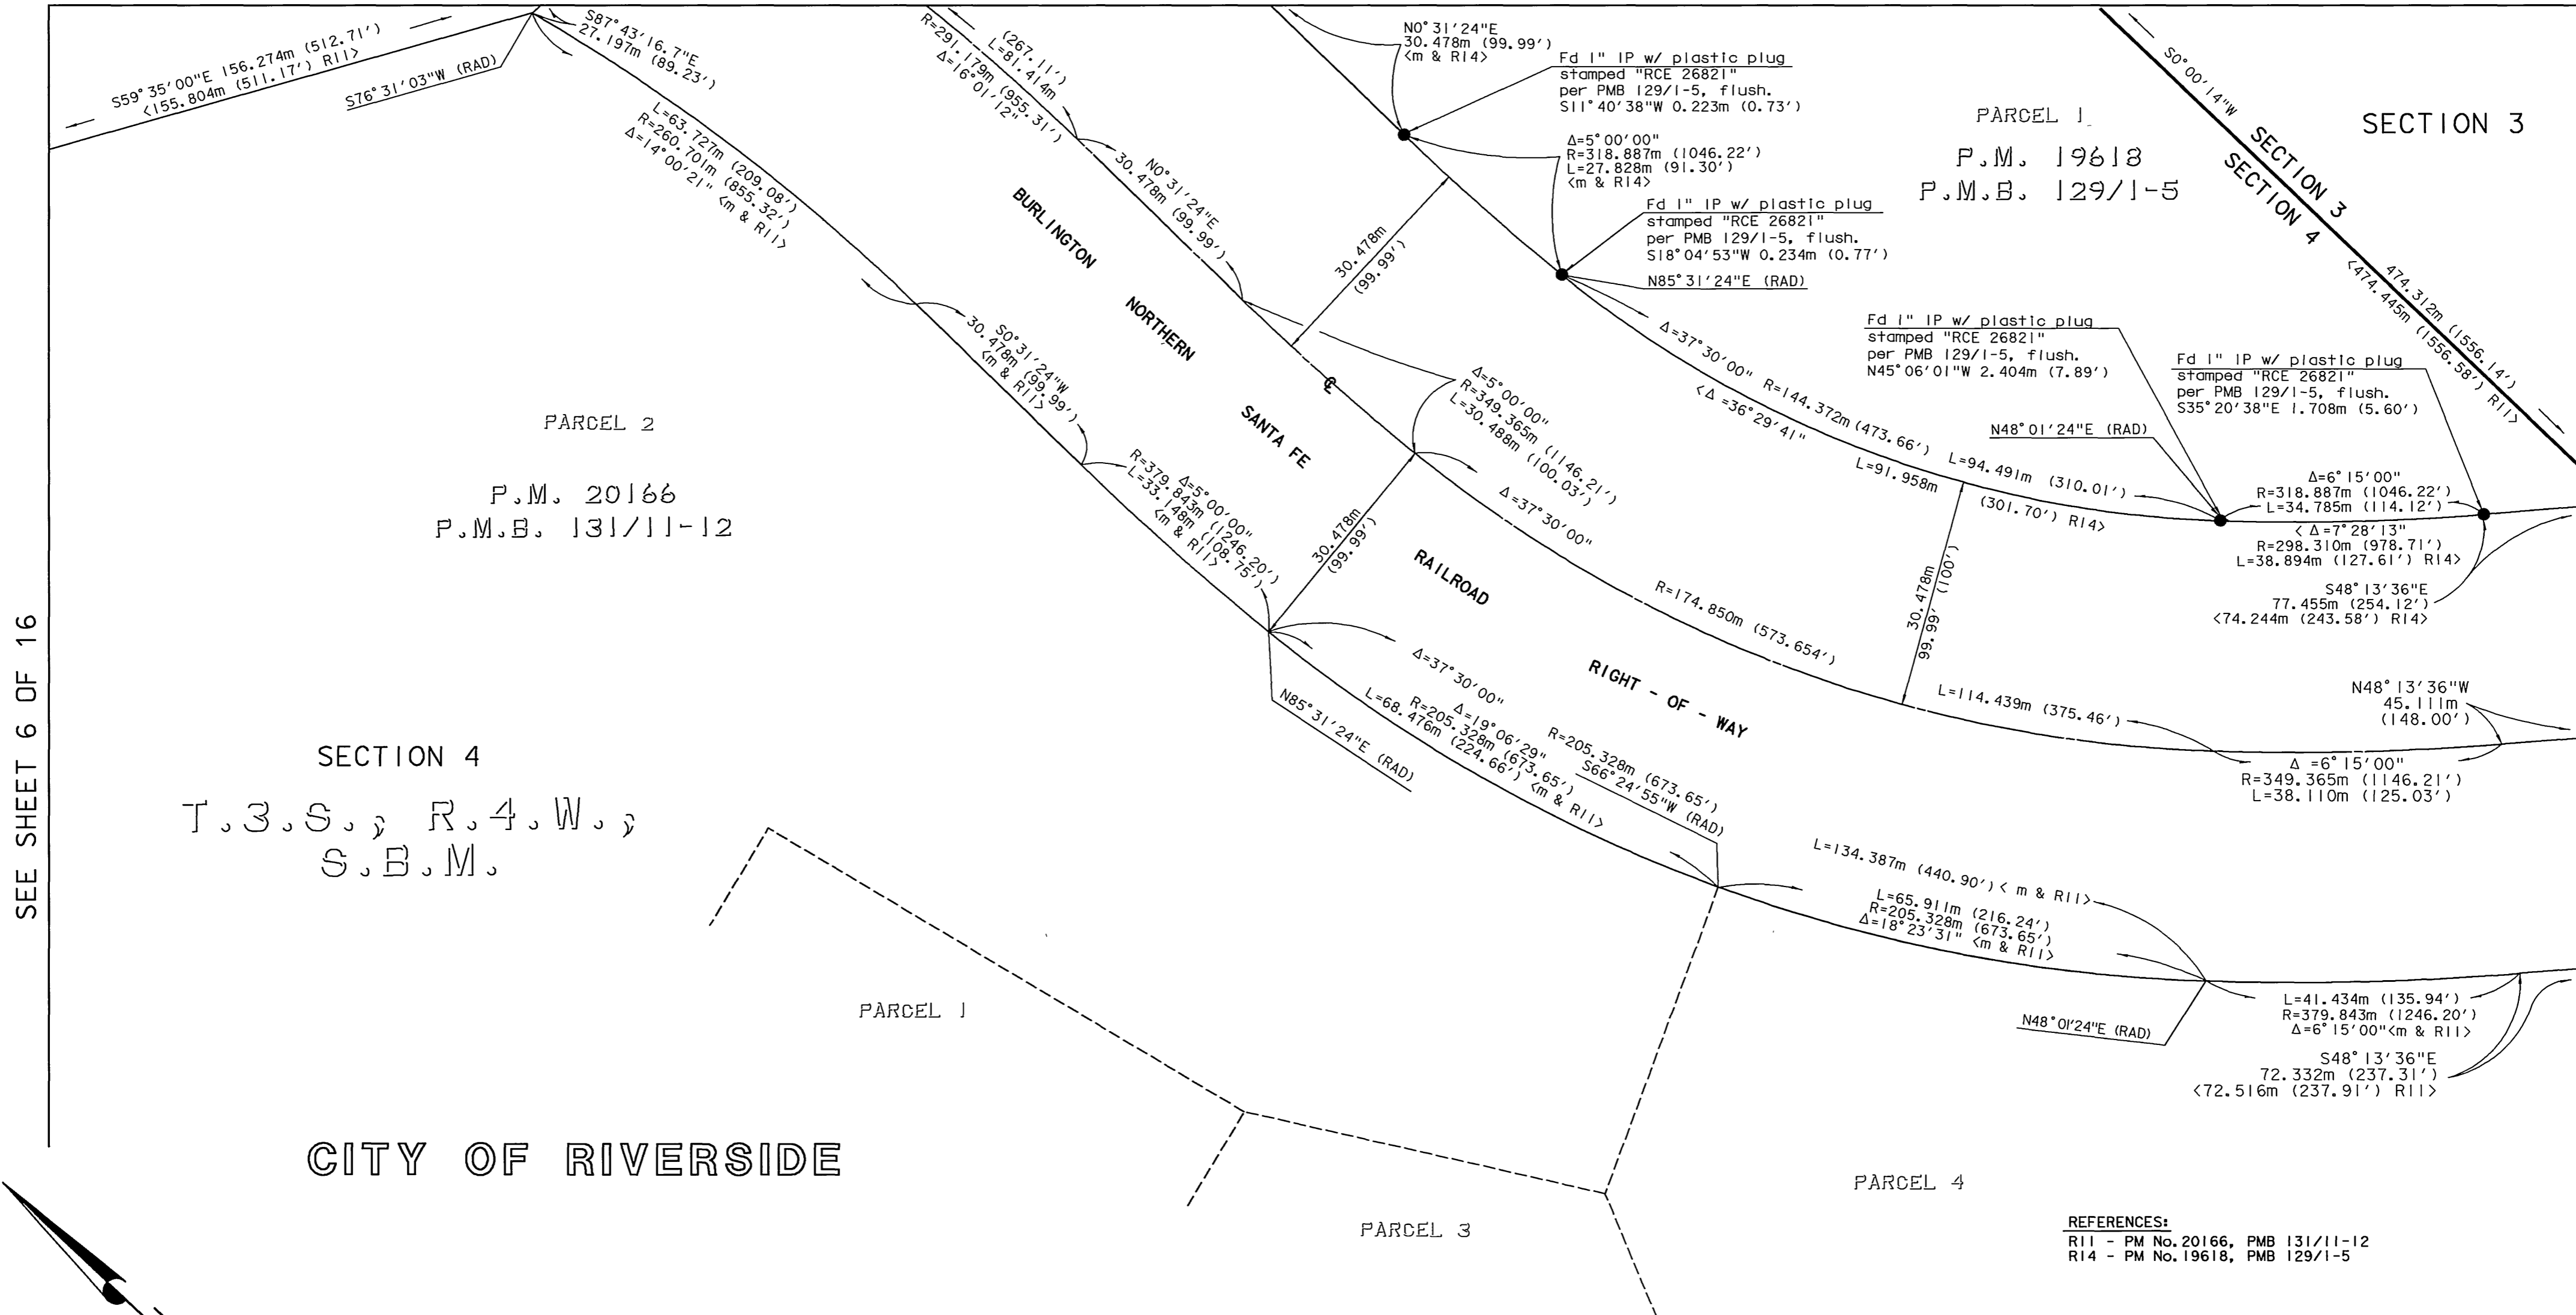 S59°35'00"E 156.274m (512.71')
<155.804m (511.17') R11>
S76°31'03"W (RAD)
S87°43'16.7"E
27.197m (89.23')
L=63.727m (209.08')
R=260.701m (855.32')
Δ=14°00'21" <m & R11>
(267.11')
L=81.414m
R=291.179m (955.31')
Δ=16°01'12"
N0°31'24"E
30.478m (99.99')
N0°31'24"E
30.478m (99.99')
<m & R14>
Fd 1" IP w/ plastic plug
stamped "RCE 26821"
per PMB 129/1-5, flush.
S11°40'38"W 0.223m (0.73')
Δ=5°00'00"
R=318.887m (1046.22')
L=27.828m (91.30')
<m & R14>
Fd 1" IP w/ plastic plug
stamped "RCE 26821"
per PMB 129/1-5, flush.
S18°04'53"W 0.234m (0.77')
N85°31'24"E (RAD)
PARCEL 1
P.M. 19618
P.M.B. 129/1-5
S0°00'14"W
SECTION 3
SECTION 4
SECTION 3
474.312m (1556.14')
<474.445m (1556.58') R11>
BURLINGTON
NORTHERN
SANTA FE
RAILROAD
RIGHT - OF - WAY
30.478m
(99.99')
℄
S0°31'24"W
30.478m (99.99')
<m & R11>
Δ=5°00'00"
R=379.843m (1246.20')
L=33.148m (108.75')
<m & R11>
Δ=5°00'00"
R=349.365m (1146.21')
L=30.488m (100.03')
30.478m
(99.99')
Δ=37°30'00"
R=174.850m (573.654')
L=114.439m (375.46')
Δ=37°30'00" R=144.372m (473.66') L=94.491m (310.01')
<Δ =36°29'41" L=91.958m (301.70') R14>
Fd 1" IP w/ plastic plug
stamped "RCE 26821"
per PMB 129/1-5, flush.
N45°06'01"W 2.404m (7.89')
N48°01'24"E (RAD)
Fd 1" IP w/ plastic plug
stamped "RCE 26821"
per PMB 129/1-5, flush.
S35°20'38"E 1.708m (5.60')
Δ=6°15'00"
R=318.887m (1046.22')
L=34.785m (114.12')
< Δ=7°28'13"
R=298.310m (978.71')
L=38.894m (127.61') R14>
S48°13'36"E
77.455m (254.12')
<74.244m (243.58') R14>
30.478m
99.99' (100')
N48°13'36"W
45.111m
(148.00')
Δ =6°15'00"
R=349.365m (1146.21')
L=38.110m (125.03')
PARCEL 2
P.M. 20166
P.M.B. 131/11-12
SEE SHEET 6 OF 16
SECTION 4
T.3.S., R.4.W.,
S.B.M.
N85°31'24"E (RAD)
Δ=37°30'00"
R=205.328m (673.65')
L=134.387m (440.90')< m & R11>
Δ=19°06'29"
R=205.328m (673.65')
L=68.476m (224.66') <m & R11>
S66°24'55"W (RAD)
L=65.911m (216.24')
R=205.328m (673.65')
Δ=18°23'31" <m & R11>
N48°01'24"E (RAD)
L=41.434m (135.94')
R=379.843m (1246.20')
Δ=6°15'00"<m & R11>
S48°13'36"E
72.332m (237.31')
<72.516m (237.91') R11>
PARCEL 1
CITY OF RIVERSIDE
PARCEL 3
PARCEL 4
REFERENCES:
R11 - PM No.20166, PMB 131/11-12
R14 - PM No.19618, PMB 129/1-5